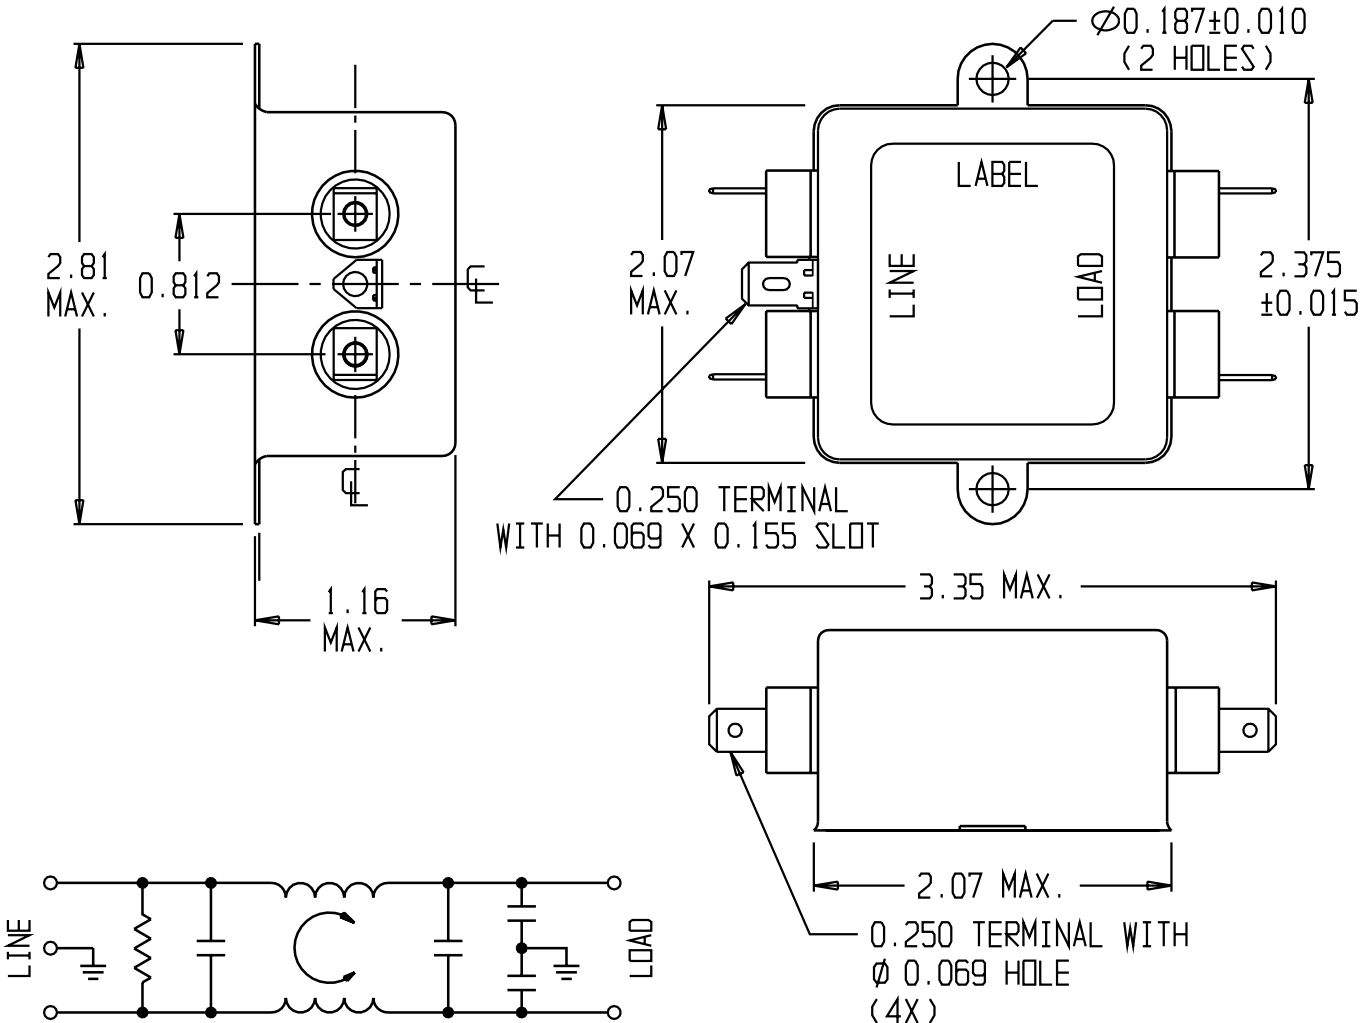 Ø0.187±0.010
(2 HOLES)
2.81
MAX.
0.812
CL
CL
1.16
MAX.
2.07
MAX.
LABEL
LINE
LOAD
2.375
±0.015
0.250 TERMINAL
WITH 0.069 X 0.155 SLOT
3.35 MAX.
2.07 MAX.
0.250 TERMINAL WITH
Ø 0.069 HOLE
(4X)
LINE
LOAD